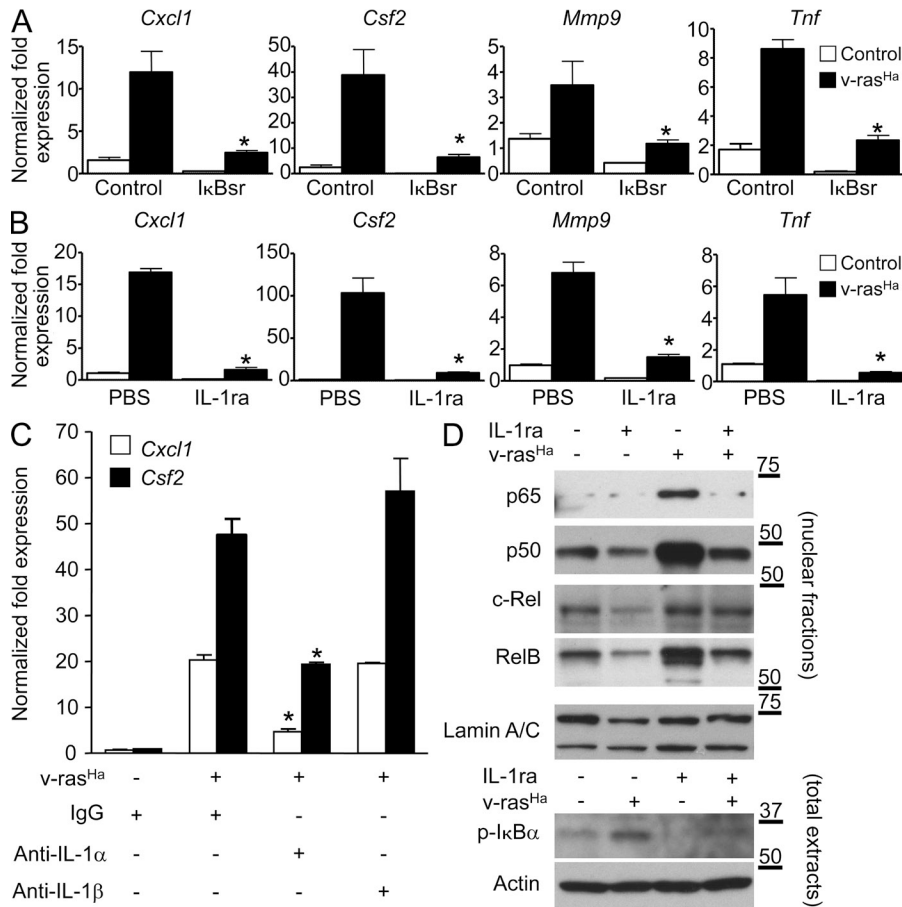 A
Cxcl1 Csf2 Mmp9 Tnf
Normalized fold expression
15 10 5 0
50 40 30 20 10 0
5 4 3 2 1 0
10 8 6 4 2 0
* * * *
Control
v-rasHa
Control IκBsr Control IκBsr Control IκBsr Control IκBsr
B
Cxcl1 Csf2 Mmp9 Tnf
Normalized fold expression
20 15 10 5 0
150 100 50 0
8 6 4 2 0
8 6 4 2 0
* * * *
Control
v-rasHa
PBS IL-1ra PBS IL-1ra PBS IL-1ra PBS IL-1ra
C
Normalized fold expression
70
60
50
40
30
20
10
0
Cxcl1
Csf2
* *
v-rasHa - + + +
IgG + + - -
Anti-IL-1α - - + -
Anti-IL-1β - - - +
D
IL-1ra - + - +
v-rasHa - - + +
75
p65
50
p50
50
c-Rel
RelB
50
75
Lamin A/C
(nuclear fractions)
IL-1ra - - + +
v-rasHa - + - +
37
p-IκBα
50
Actin
(total extracts)